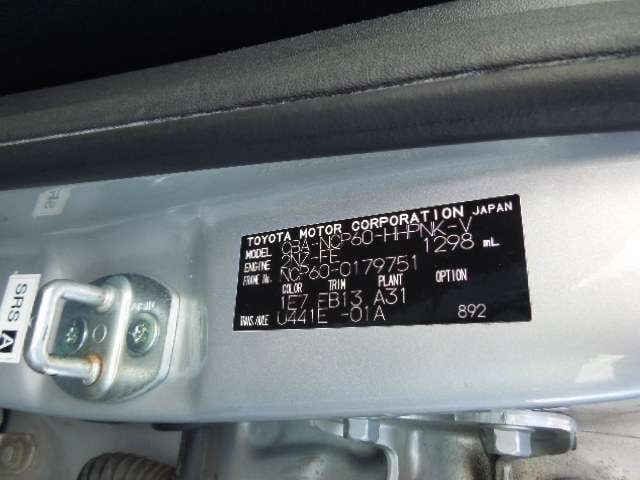 TOYOTA MOTOR CORPORATION JAPAN
MODEL CBA-NCP60-HHPNK-V
ENGINE 2NZ-FE 1298 mL
FRAME No. NCP60-0179751
COLOR TRIM PLANT OPTION
1E7 FB13 A31
TRANS./AXLE U441E -01A 892
SRS A